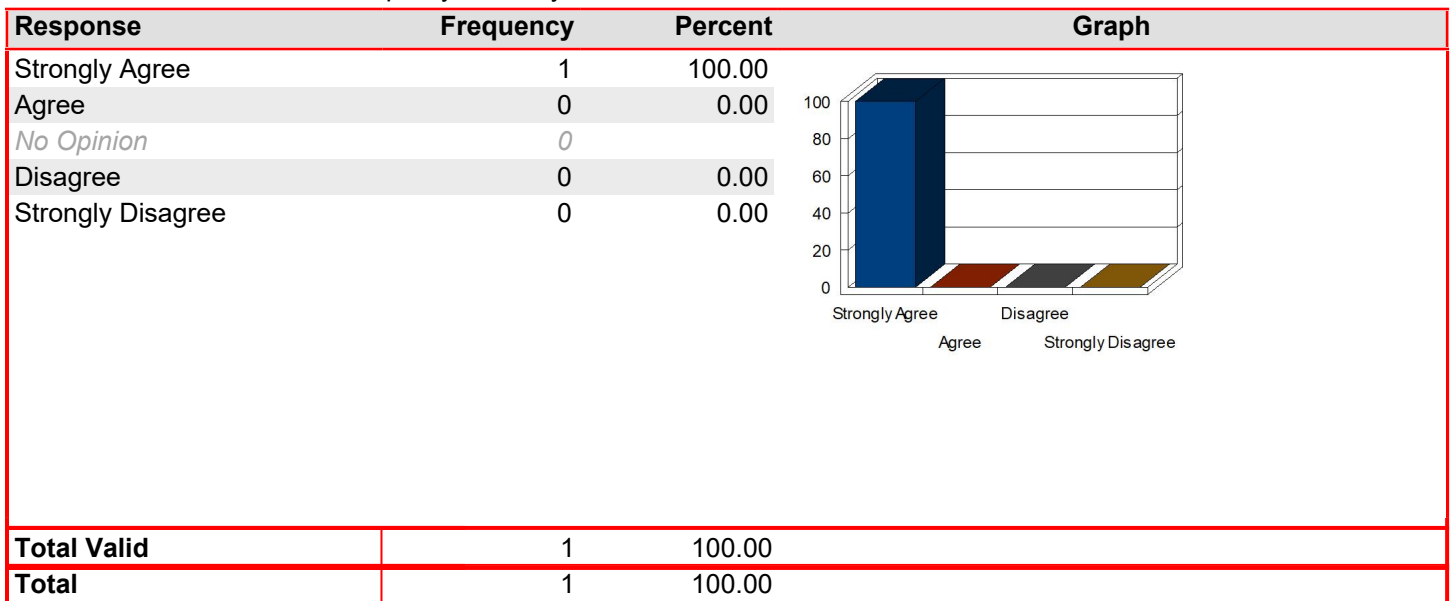 Response Frequency Percent Graph
Strongly Agree 1 100.00
Agree 0 0.00
No Opinion 0
Disagree 0 0.00
Strongly Disagree 0 0.00
100
80
60
40
20
0
Strongly Agree Disagree
Agree Strongly Disagree
Total Valid 1 100.00
Total 1 100.00